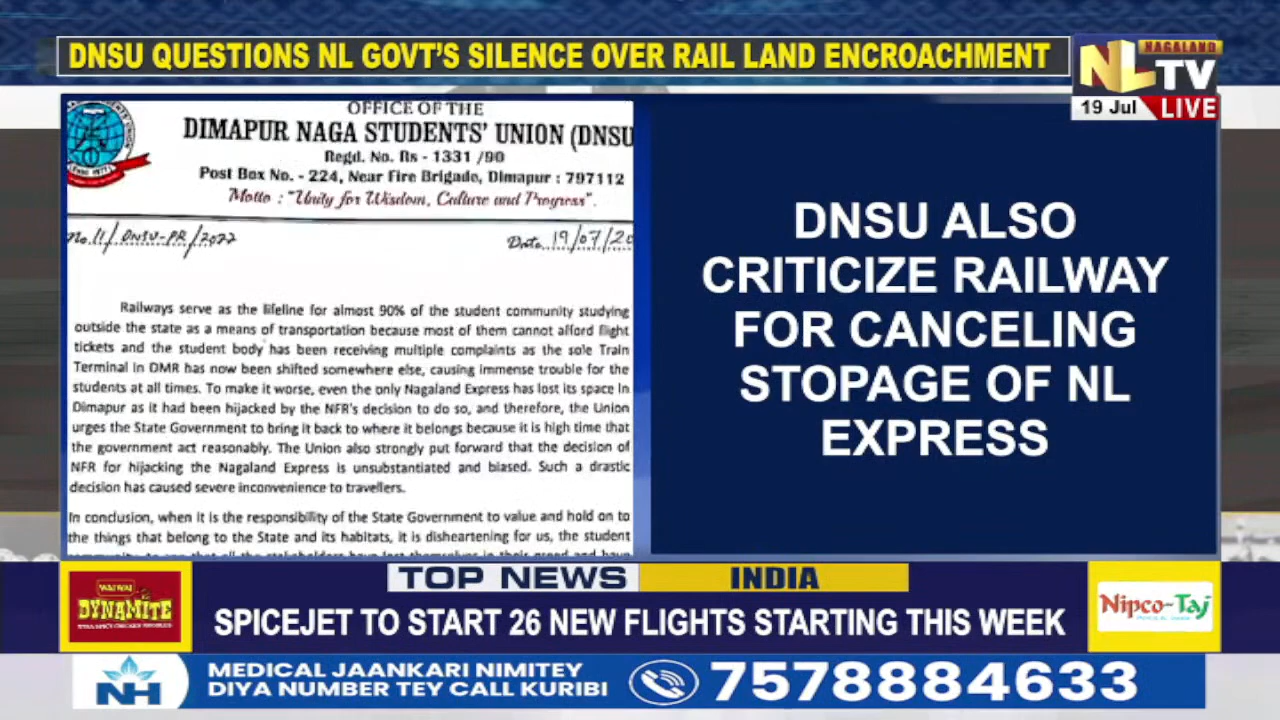 DNSU QUESTIONS NL GOVT'S SILENCE OVER RAIL LAND ENCROACHMENT
NAGALAND
NL TV
19 Jul LIVE
OFFICE OF THE
DIMAPUR NAGA STUDENTS' UNION (DNSU
Regd. No. Rs - 1331 /90
Post Box No. - 224, Near Fire Brigade, Dimapur : 797112
Motto : "Unity for Wisdom, Culture and Progress".
No. 11/DNSU-PR/2022
Date 19/07/20
Railways serve as the lifeline for almost 90% of the student community studying
outside the state as a means of transportation because most of them cannot afford flight
tickets and the student body has been receiving multiple complaints as the sole Train
Terminal in DMR has now been shifted somewhere else, causing immense trouble for the
students at all times. To make it worse, even the only Nagaland Express has lost its space in
Dimapur as it had been hijacked by the NFR's decision to do so, and therefore, the Union
urges the State Government to bring it back to where it belongs because it is high time that
the government act reasonably. The Union also strongly put forward that the decision of
NFR for hijacking the Nagaland Express is unsubstantiated and biased. Such a drastic
decision has caused severe inconvenience to travellers.
In conclusion, when it is the responsibility of the State Government to value and hold on to
the things that belong to the State and its habitats, it is disheartening for us, the student
DNSU ALSO
CRITICIZE RAILWAY
FOR CANCELING
STOPAGE OF NL
EXPRESS
TOP NEWS INDIA
WAIWAI
DYNAMITE
SPICEJET TO START 26 NEW FLIGHTS STARTING THIS WEEK
Nipco-Taj
NH
MEDICAL JAANKARI NIMITEY
DIYA NUMBER TEY CALL KURIBI
7578884633